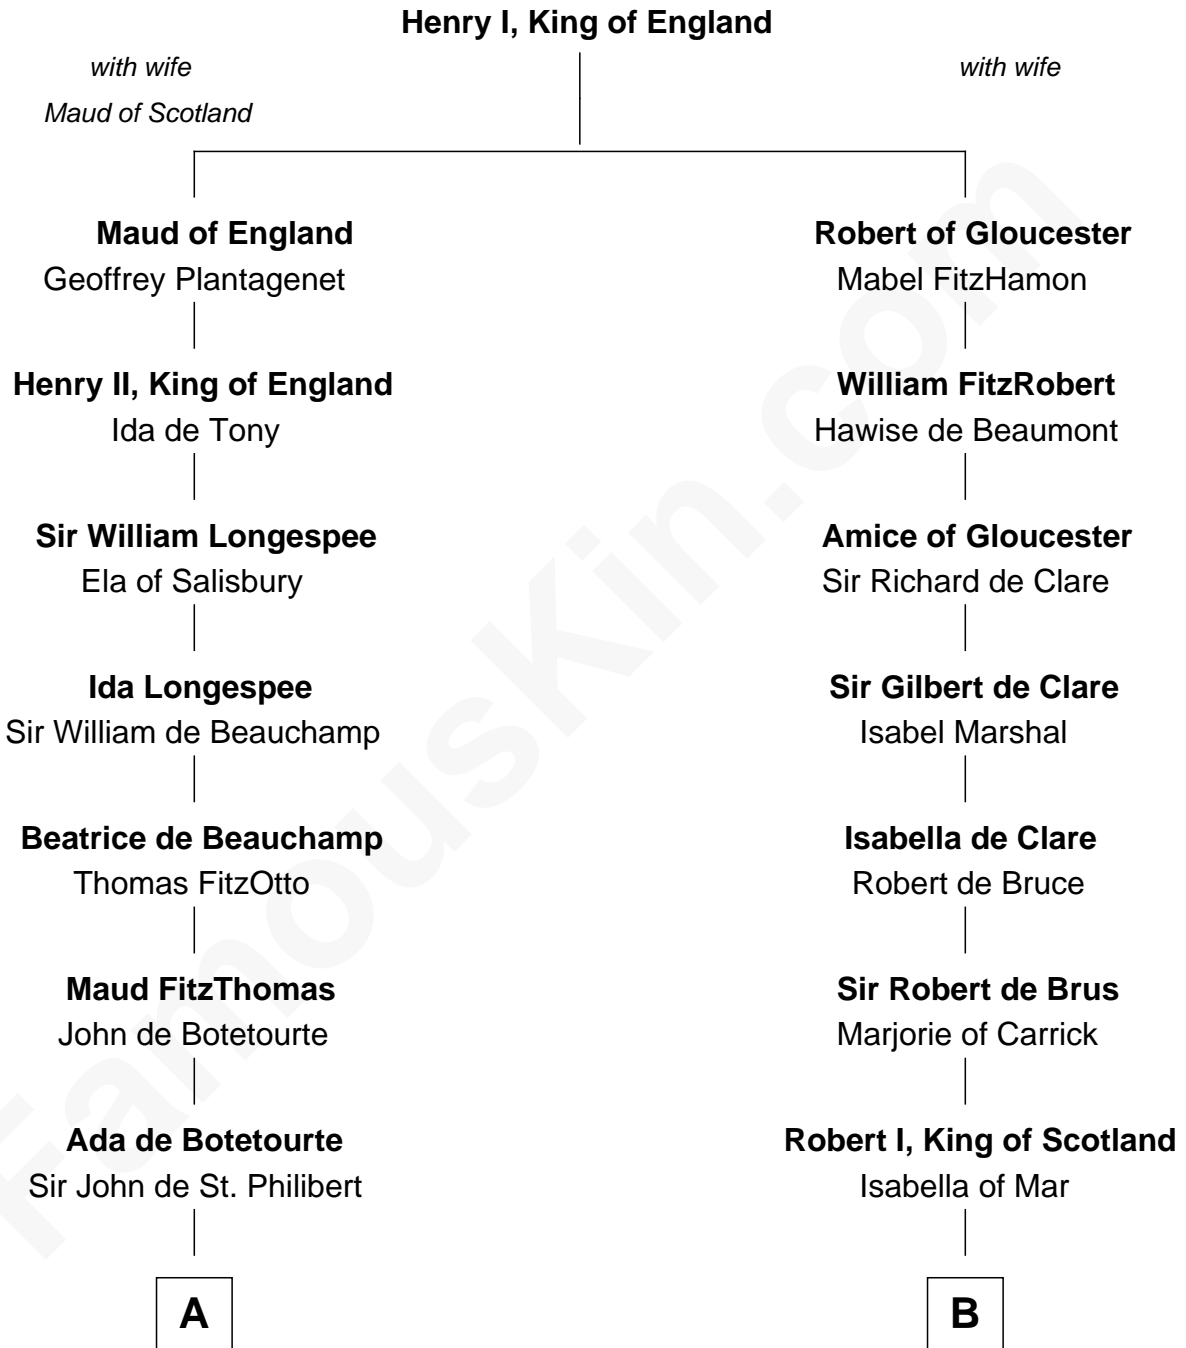 Henry I, King of England
with wife
Maud of Scotland
with wife
Maud of England
Geoffrey Plantagenet
Henry II, King of England
Ida de Tony
Sir William Longespee
Ela of Salisbury
Ida Longespee
Sir William de Beauchamp
Beatrice de Beauchamp
Thomas FitzOtto
Maud FitzThomas
John de Botetourte
Ada de Botetourte
Sir John de St. Philibert
A
Robert of Gloucester
Mabel FitzHamon
William FitzRobert
Hawise de Beaumont
Amice of Gloucester
Sir Richard de Clare
Sir Gilbert de Clare
Isabel Marshal
Isabella de Clare
Robert de Bruce
Sir Robert de Brus
Marjorie of Carrick
Robert I, King of Scotland
Isabella of Mar
B
FamousKin.com